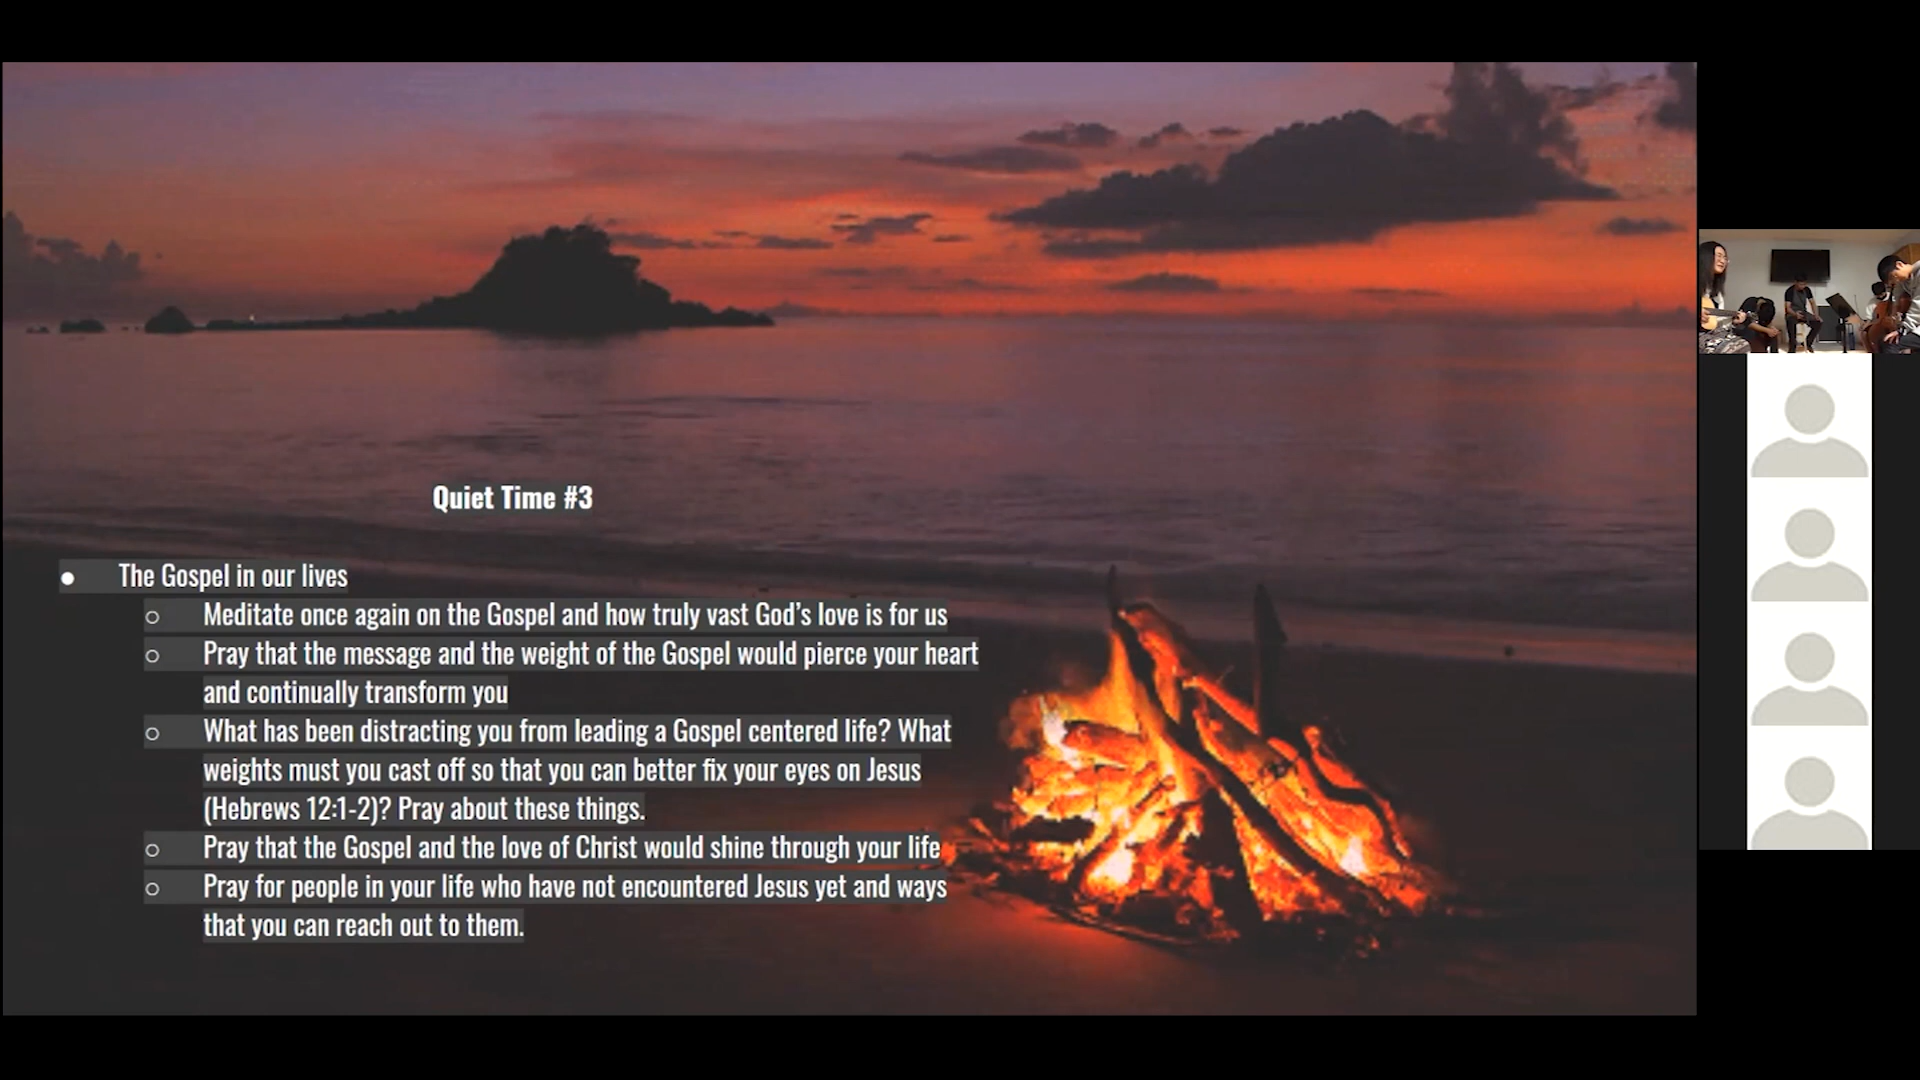 Quiet Time #3
● The Gospel in our lives
○ Meditate once again on the Gospel and how truly vast God’s love is for us
○ Pray that the message and the weight of the Gospel would pierce your heart
and continually transform you
○ What has been distracting you from leading a Gospel centered life? What
weights must you cast off so that you can better fix your eyes on Jesus
(Hebrews 12:1-2)? Pray about these things.
○ Pray that the Gospel and the love of Christ would shine through your life
○ Pray for people in your life who have not encountered Jesus yet and ways
that you can reach out to them.